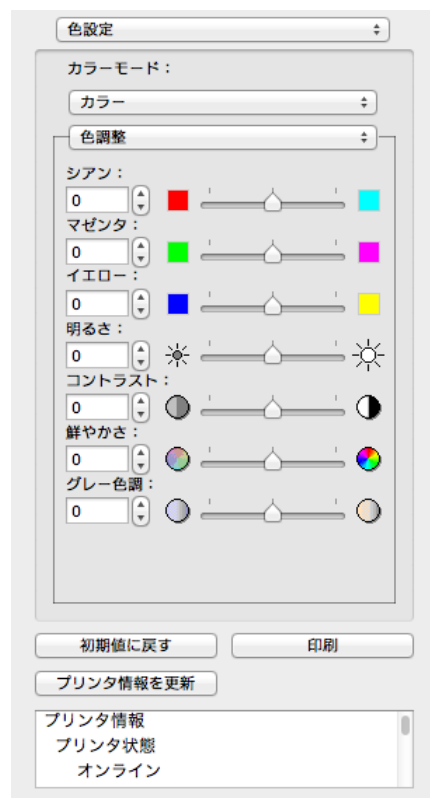 色設定
カラーモード：
カラー
色調整
シアン：
0
マゼンタ：
0
イエロー：
0
明るさ：
0
コントラスト：
0
鮮やかさ：
0
グレー色調：
0
初期値に戻す 印刷
プリンタ情報を更新
プリンタ情報
プリンタ状態
オンライン